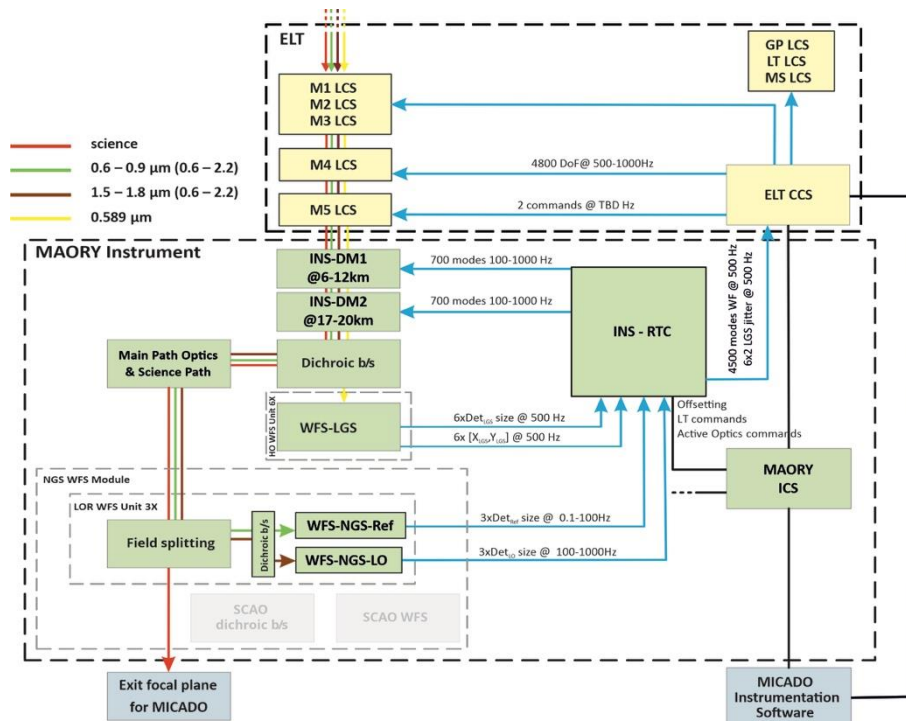 ELT
M1 LCS
M2 LCS
M3 LCS
GP LCS
LT LCS
MS LCS
science
0.6 – 0.9 µm (0.6 – 2.2)
1.5 – 1.8 µm (0.6 – 2.2)
0.589 µm
M4 LCS
4800 DoF@ 500-1000Hz
ELT CCS
M5 LCS
2 commands @ TBD Hz
MAORY Instrument
INS-DM1
@6-12km
700 modes 100-1000 Hz
INS-DM2
@17-20km
700 modes 100-1000 Hz
INS - RTC
4500 modes WF @ 500 Hz
6x2 LGS jitter @ 500 Hz
Main Path Optics
& Science Path
Dichroic b/s
HO WFS Unit 6X
WFS-LGS
6xDetLGS size @ 500 Hz
6x [XLGS,YLGS] @ 500 Hz
Offsetting
LT commands
Active Optics commands
MAORY
ICS
NGS WFS Module
LOR WFS Unit 3X
Field splitting
Dichroic b/s
WFS-NGS-Ref
3xDetRef size @ 0.1-100Hz
WFS-NGS-LO
3xDetLO size @ 100-1000Hz
SCAO
dichroic b/s
SCAO WFS
Exit focal plane
for MICADO
MICADO
Instrumentation
Software